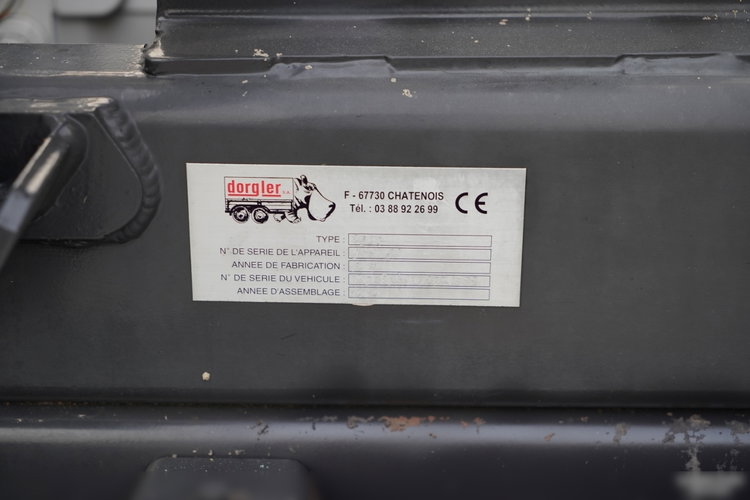 dorgler s.a.
F - 67730 CHATENOIS
Tél. : 03 88 92 26 99
CE
TYPE :
N° DE SERIE DE L'APPAREIL :
ANNEE DE FABRICATION :
N° DE SERIE DU VEHICULE :
ANNEE D'ASSEMBLAGE :